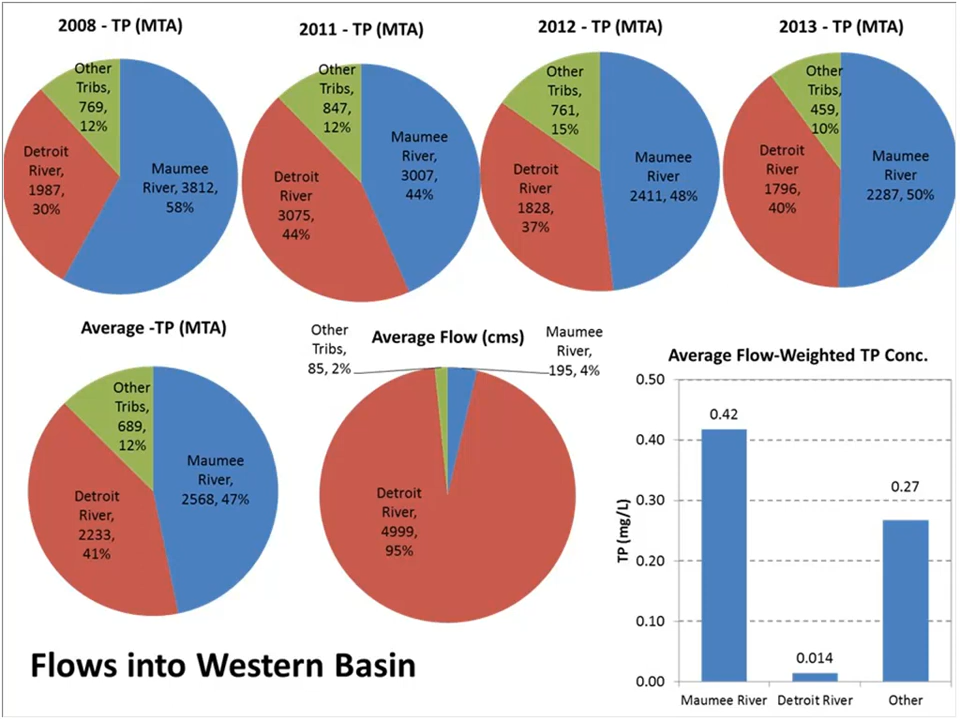 2008 - TP (MTA)
Other
Tribs,
769,
12%
Detroit
River,
1987,
30%
Maumee
River, 3812,
58%
2011 - TP (MTA)
Other
Tribs,
847,
12%
Detroit
River
3075,
44%
Maumee
River,
3007,
44%
2012 - TP (MTA)
Other
Tribs,
761,
15%
Detroit
River
1828,
37%
Maumee
River
2411, 48%
2013 - TP (MTA)
Other
Tribs,
459,
10%
Detroit
River
1796,
40%
Maumee
River
2287, 50%
Average -TP (MTA)
Other
Tribs,
689,
12%
Detroit
River,
2233,
41%
Maumee
River,
2568, 47%
Average Flow (cms)
Other
Tribs,
85, 2%
Maumee
River,
195, 4%
Detroit
River,
4999,
95%
Average Flow-Weighted TP Conc.
TP (mg/L)
0.50
0.40
0.30
0.20
0.10
0.00
0.42
0.014
0.27
Maumee River
Detroit River
Other
Flows into Western Basin